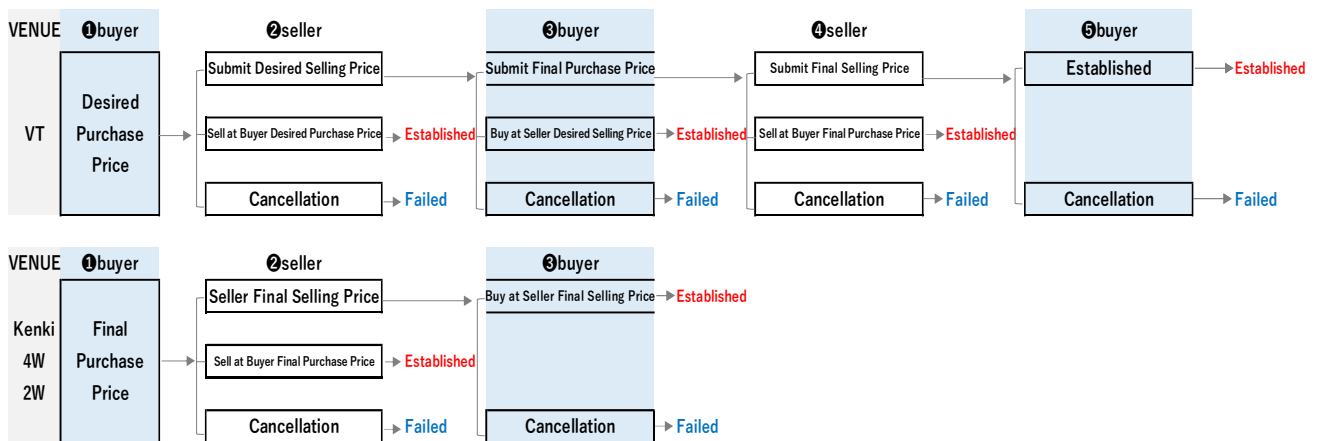 VENUE ❶buyer ❷seller ❸buyer ❹seller ❺buyer
Submit Desired Selling Price Submit Final Purchase Price Submit Final Selling Price Established Established
VT Desired Purchase Price Sell at Buyer Desired Purchase Price Established Buy at Seller Desired Selling Price Established Sell at Buyer Final Purchase Price Established
Cancellation Failed Cancellation Failed Cancellation Failed Cancellation Failed
VENUE ❶buyer ❷seller ❸buyer
Seller Final Selling Price Buy at Seller Final Selling Price Established
Kenki Final
4W Purchase Sell at Buyer Final Purchase Price Established
2W Price
Cancellation Failed Cancellation Failed